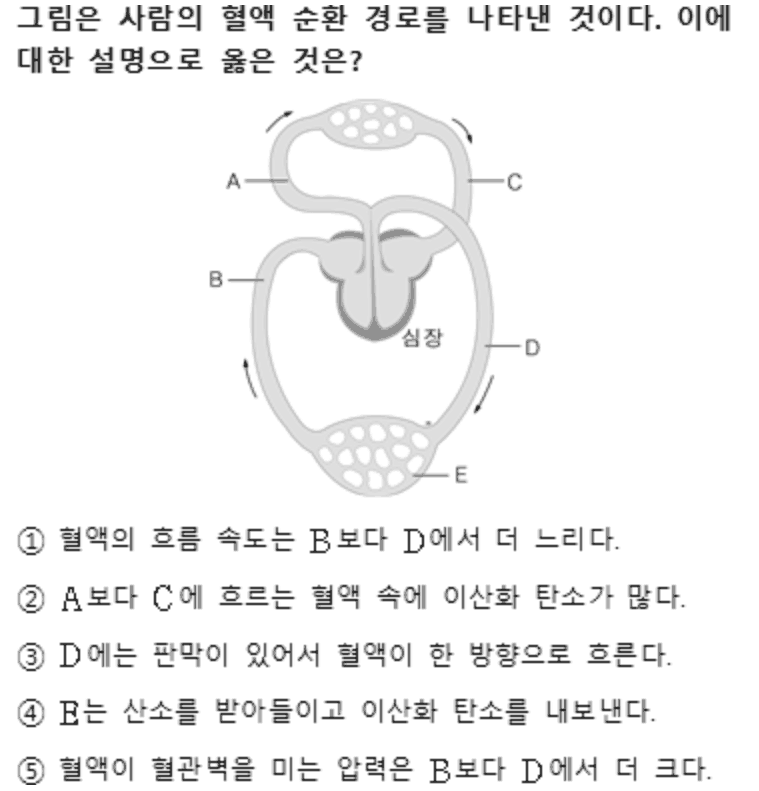 그림은 사람의 혈액 순환 경로를 나타낸 것이다. 이에
대한 설명으로 옳은 것은?
A
C
B
심장
D
E
① 혈액의 흐름 속도는 B보다 D에서 더 느리다.
② A보다 C에 흐르는 혈액 속에 이산화 탄소가 많다.
③ D에는 판막이 있어서 혈액이 한 방향으로 흐른다.
④ E는 산소를 받아들이고 이산화 탄소를 내보낸다.
⑤ 혈액이 혈관벽을 미는 압력은 B보다 D에서 더 크다.